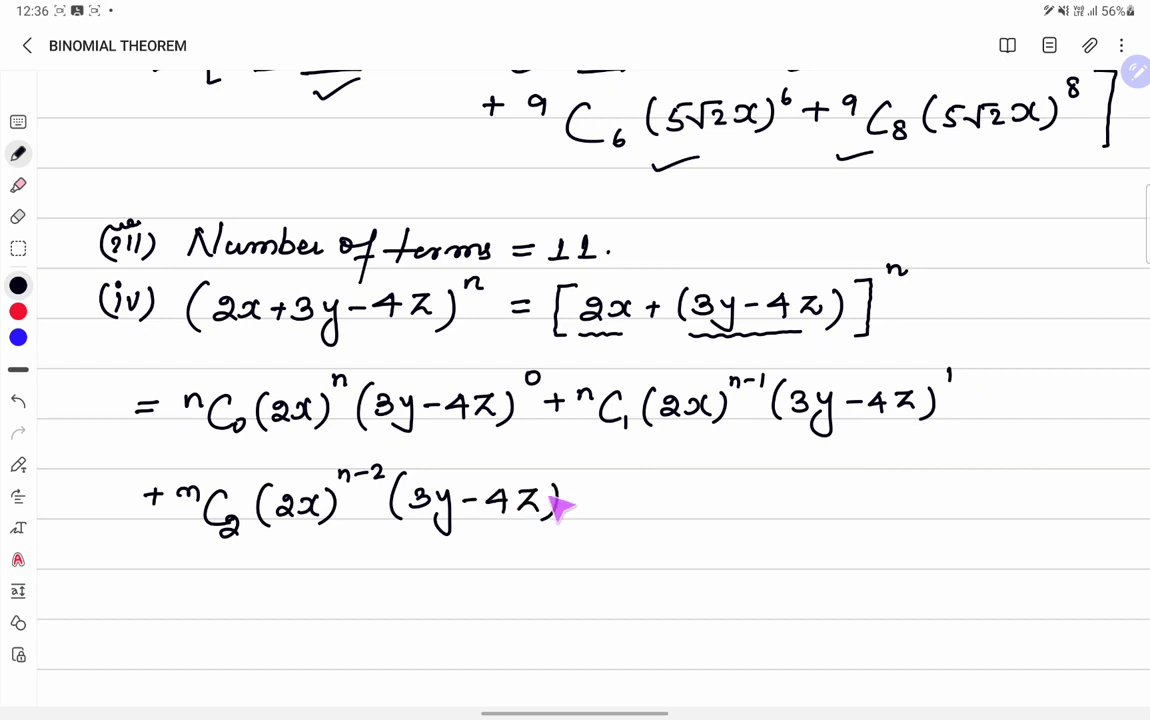 12:36 56%
BINOMIAL THEOREM
+ ⁹C₆ (5√2x)⁶ + ⁹C₈ (5√2x)⁸ ]
(iii) Number of terms = 11.
(iv) (2x+3y-4z)ⁿ = [2x + (3y-4z)]ⁿ
= ⁿC₀ (2x)ⁿ (3y-4z)⁰ + ⁿC₁ (2x)ⁿ⁻¹ (3y-4z)¹
+ ⁿC₂ (2x)ⁿ⁻² (3y-4z)